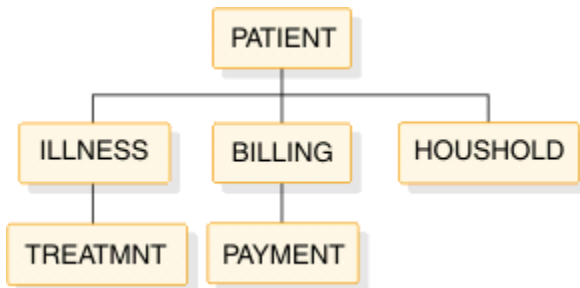 PATIENT
ILLNESS
BILLING
HOUSHOLD
TREATMNT
PAYMENT